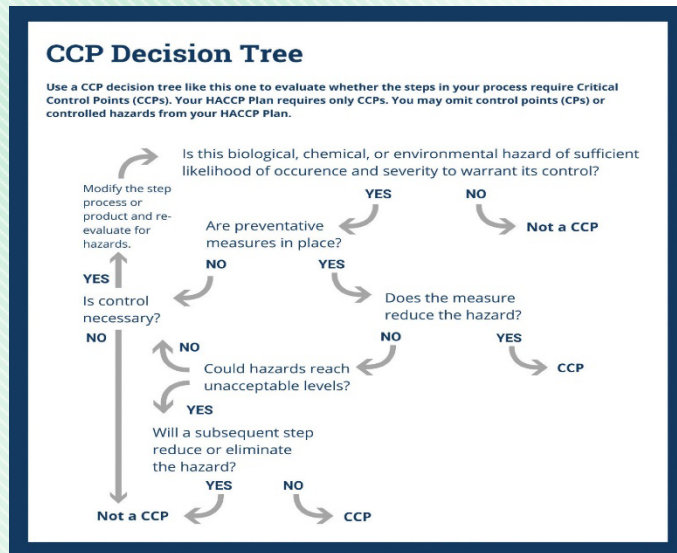 CCP Decision Tree
Use a CCP decision tree like this one to evaluate whether the steps in your process require Critical
Control Points (CCPs). Your HACCP Plan requires only CCPs. You may omit control points (CPs) or
controlled hazards from your HACCP Plan.
Is this biological, chemical, or environmental hazard of sufficient
likelihood of occurence and severity to warrant its control?
YES
NO
Not a CCP
Modify the step
process or
product and re-
evaluate for
hazards.
Are preventative
measures in place?
NO
YES
YES
Is control
necessary?
NO
Does the measure
reduce the hazard?
NO
YES
CCP
NO
Could hazards reach
unacceptable levels?
YES
Will a subsequent step
reduce or eliminate
the hazard?
YES
NO
Not a CCP
CCP